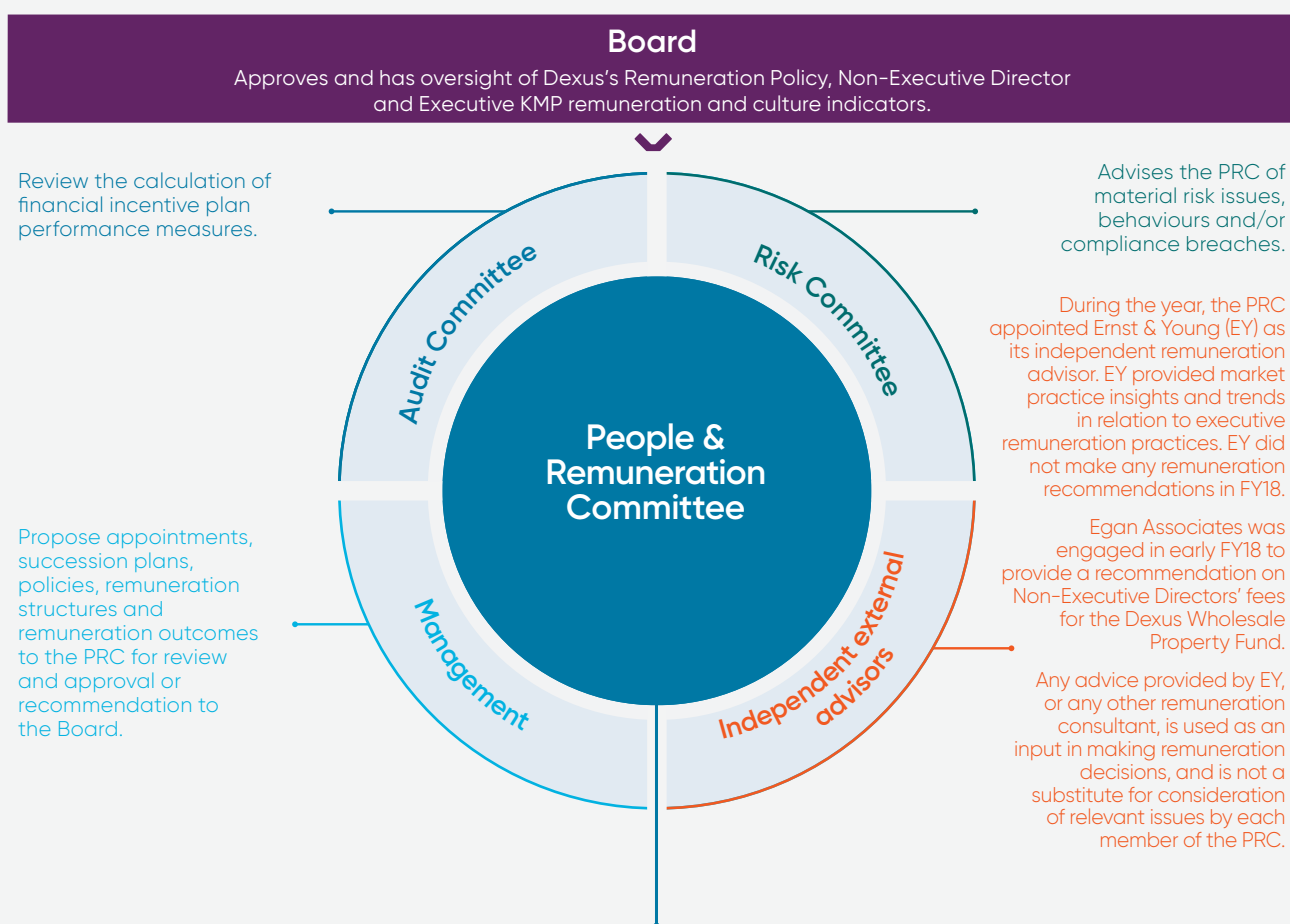 Board
Approves and has oversight of Dexus's Remuneration Policy, Non-Executive Director
and Executive KMP remuneration and culture indicators.
Review the calculation of
financial incentive plan
performance measures.
Advises the PRC of
material risk issues,
behaviours and/or
compliance breaches.
Audit Committee
Risk Committee
During the year, the PRC
appointed Ernst & Young (EY) as
its independent remuneration
advisor. EY provided market
practice insights and trends
in relation to executive
remuneration practices. EY did
not make any remuneration
recommendations in FY18.
People &
Remuneration
Committee
Propose appointments,
succession plans,
policies, remuneration
structures and
remuneration outcomes
to the PRC for review
and approval or
recommendation to
the Board.
Management
Independent external
advisors
Egan Associates was
engaged in early FY18 to
provide a recommendation on
Non-Executive Directors' fees
for the Dexus Wholesale
Property Fund.
Any advice provided by EY,
or any other remuneration
consultant, is used as an
input in making remuneration
decisions, and is not a
substitute for consideration
of relevant issues by each
member of the PRC.